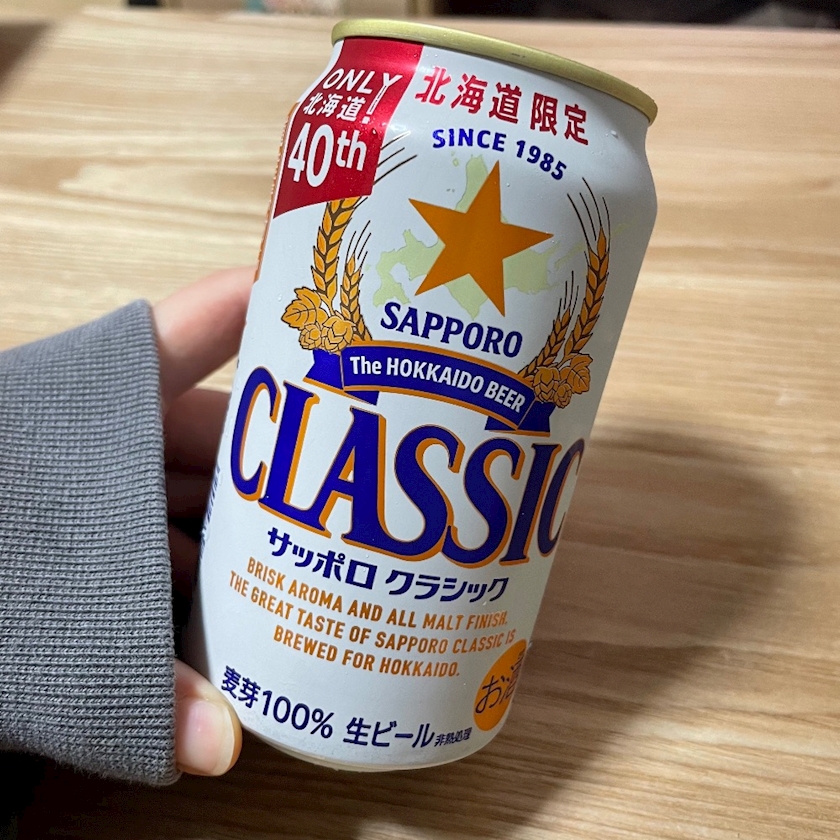 ONLY
北海道!
40th
北海道限定
SINCE 1985
SAPPORO
The HOKKAIDO BEER
CLASSIC
サッポロ クラシック
BRISK AROMA AND ALL MALT FINISH.
THE GREAT TASTE OF SAPPORO CLASSIC IS
BREWED FOR HOKKAIDO.
麦芽100% 生ビール 非熱処理
お酒